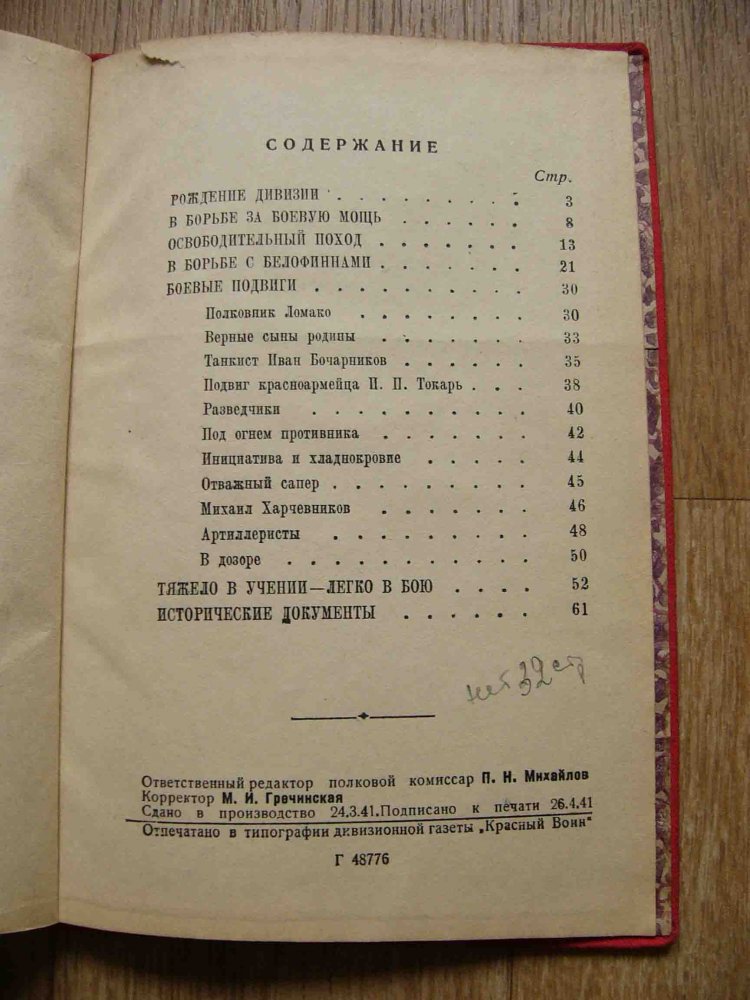 СОДЕРЖАНИЕ
Стр.
РОЖДЕНИЕ ДИВИЗИИ . . . . . . . . . 3
В БОРЬБЕ ЗА БОЕВУЮ МОЩЬ . . . . . . 8
ОСВОБОДИТЕЛЬНЫЙ ПОХОД . . . . . . . 13
В БОРЬБЕ С БЕЛОФИННАМИ . . . . . . . 21
БОЕВЫЕ ПОДВИГИ . . . . . . . . . . 30
Полковник Ломако . . . . . . . . 30
Верные сыны родины . . . . . . . 33
Танкист Иван Бочарников . . . . . . 35
Подвиг красноармейца П. П. Токарь . . . 38
Разведчики . . . . . . . . . . 40
Под огнем противника . . . . . . . 42
Инициатива и хладнокровие . . . . . 44
Отважный сапер . . . . . . . . . 45
Михаил Харчевников . . . . . . . 46
Артиллеристы . . . . . . . . . 48
В дозоре . . . . . . . . . . . 50
ТЯЖЕЛО В УЧЕНИИ—ЛЕГКО В БОЮ . . . . 52
ИСТОРИЧЕСКИЕ ДОКУМЕНТЫ . . . . . . 61
нет 32 стр
Ответственный редактор полковой комиссар П. Н. Михайлов
Корректор М. И. Гречинская
Сдано в производство 24.3.41. Подписано к печати 26.4.41
Отпечатано в типографии дивизионной газеты „Красный Воин"
Г 48776